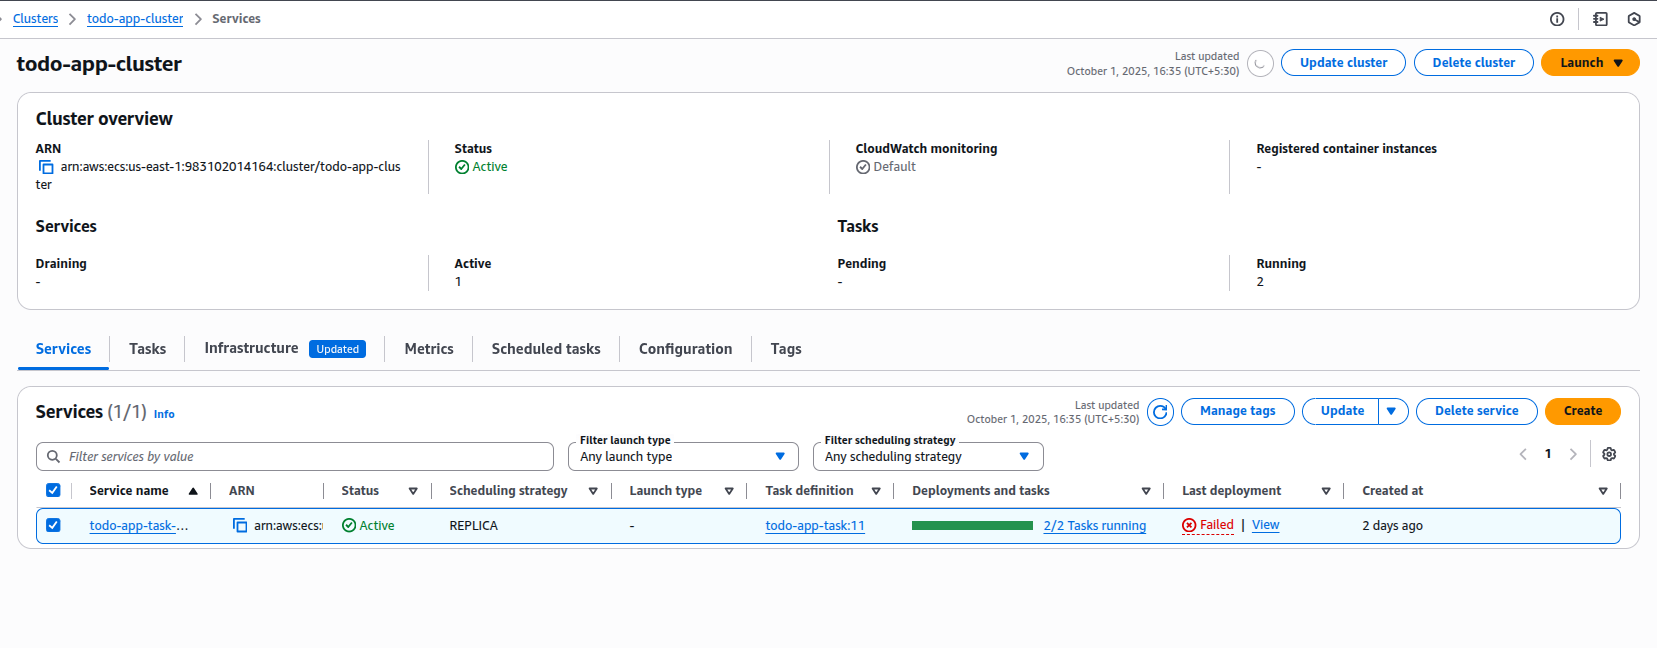 Clusters > todo-app-cluster > Services
todo-app-cluster
Last updated
October 1, 2025, 16:35 (UTC+5:30)
Update cluster
Delete cluster
Launch
Cluster overview
ARN
arn:aws:ecs:us-east-1:983102014164:cluster/todo-app-clus
ter
Status
Active
CloudWatch monitoring
Default
Registered container instances
-
Services
Tasks
Draining
-
Active
1
Pending
-
Running
2
Services
Tasks
Infrastructure Updated
Metrics
Scheduled tasks
Configuration
Tags
Services (1/1) Info
Last updated
October 1, 2025, 16:35 (UTC+5:30)
Manage tags
Update
Delete service
Create
Filter services by value
Filter launch type
Any launch type
Filter scheduling strategy
Any scheduling strategy
1
Service name ARN Status Scheduling strategy Launch type Task definition Deployments and tasks Last deployment Created at
todo-app-task-... arn:aws:ecs: Active REPLICA - todo-app-task:11 2/2 Tasks running Failed | View 2 days ago